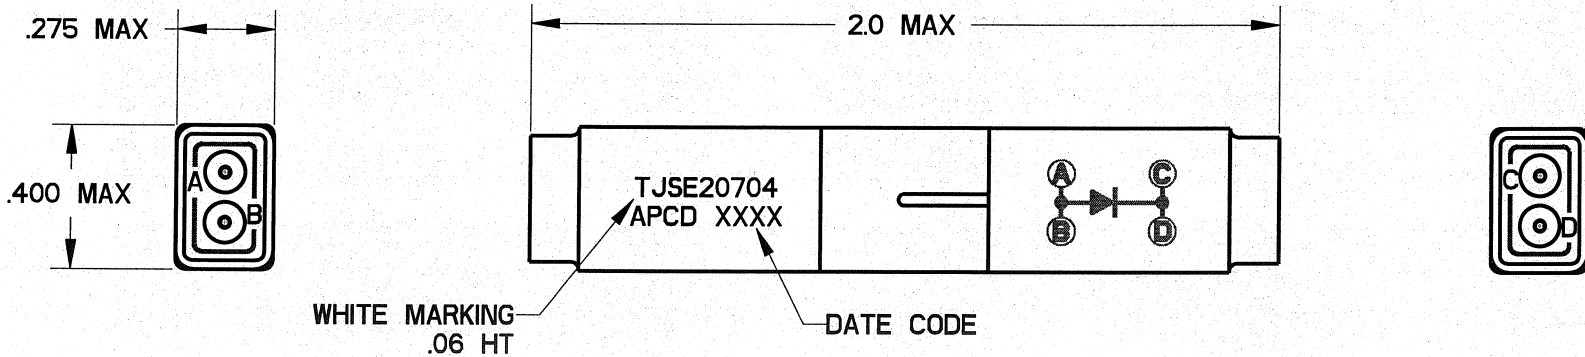 .275 MAX
2.0 MAX
.400 MAX
A
B
TJSE20704
APCD XXXX
A
C
B
D
C
D
WHITE MARKING
.06 HT
DATE CODE